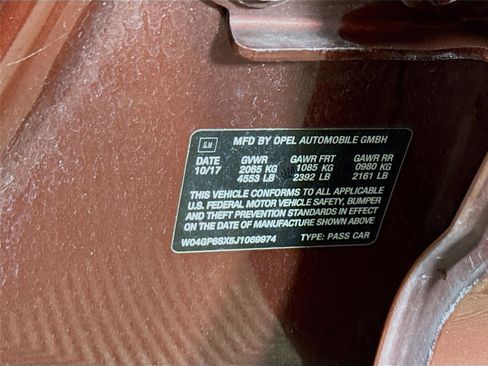 GM MFD BY OPEL AUTOMOBILE GMBH
DATE GVWR GAWR FRT GAWR RR
10/17 2065 KG 1085 KG 0980 KG
4553 LB 2392 LB 2161 LB
THIS VEHICLE CONFORMS TO ALL APPLICABLE
U.S. FEDERAL MOTOR VEHICLE SAFETY, BUMPER
AND THEFT PREVENTION STANDARDS IN EFFECT
ON THE DATE OF MANUFACTURE SHOWN ABOVE
W04GP6SX5J1069974 TYPE: PASS CAR